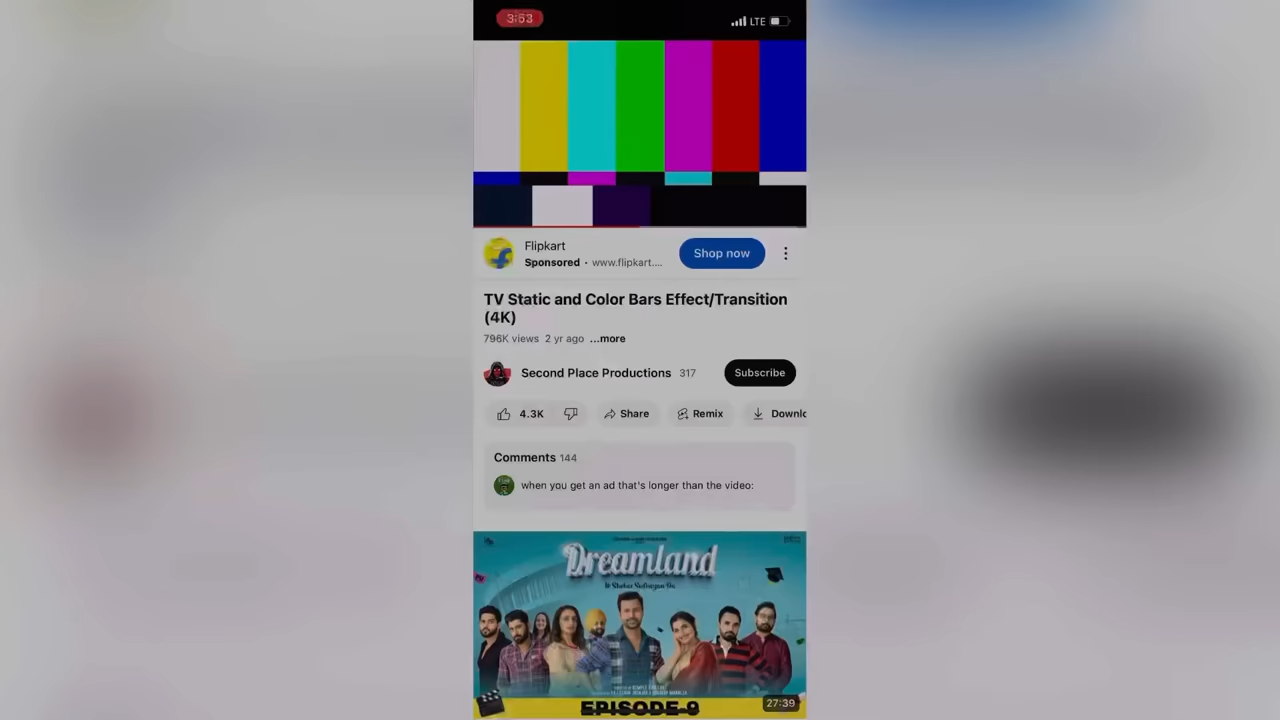 3:53
LTE
Flipkart
Shop now
Sponsored · www.flipkart....
TV Static and Color Bars Effect/Transition
(4K)
796K views 2 yr ago ...more
Second Place Productions 317
Subscribe
4.3K
Share
Remix
Downlo
Comments 144
when you get an ad that's longer than the video:
Dreamland
EPISODE-9
27:39